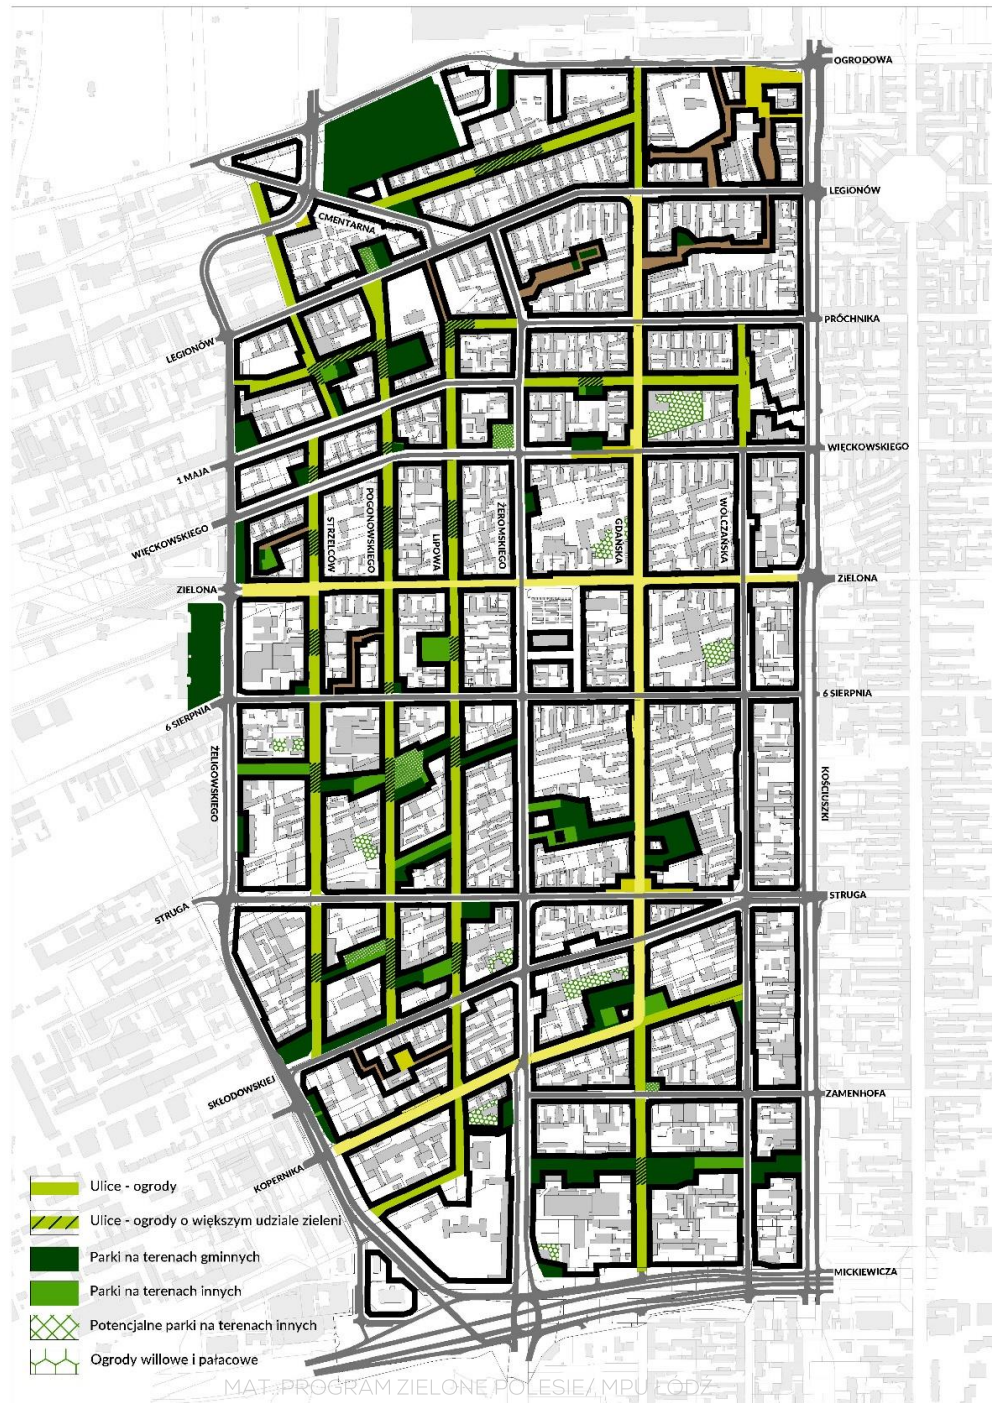 OGRODOWA
LEGIONÓW
CMENTARNA
PRÓCHNIKA
LEGIONÓW
WIĘCKOWSKIEGO
1 MAJA
WIĘCKOWSKIEGO
STRZELCÓW
POGONOWSKIEGO
LIPOWA
ŻEROMSKIEGO
GDAŃSKA
WÓLCZAŃSKA
ZIELONA
ZIELONA
6 SIERPNIA
6 SIERPNIA
ŻELIGOWSKIEGO
KOŚCIUSZKI
STRUGA
STRUGA
SKŁODOWSKIEJ
ZAMENHOFA
KOPERNIKA
MICKIEWICZA
Ulice - ogrody
Ulice - ogrody o większym udziale zieleni
Parki na terenach gminnych
Parki na terenach innych
Potencjalne parki na terenach innych
Ogrody willowe i pałacowe
MAT. PROGRAM ZIELONE POLESIE/ MPU ŁÓDŹ